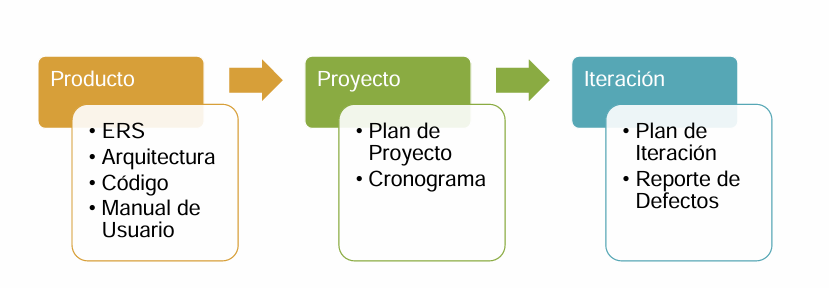 Producto
• ERS
• Arquitectura
• Código
• Manual de
Usuario
Proyecto
• Plan de
Proyecto
• Cronograma
Iteración
• Plan de
Iteración
• Reporte de
Defectos